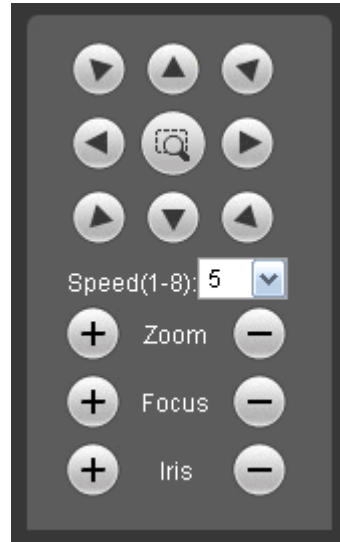 Speed(1-8): 5
+ Zoom −
+ Focus −
+ Iris −